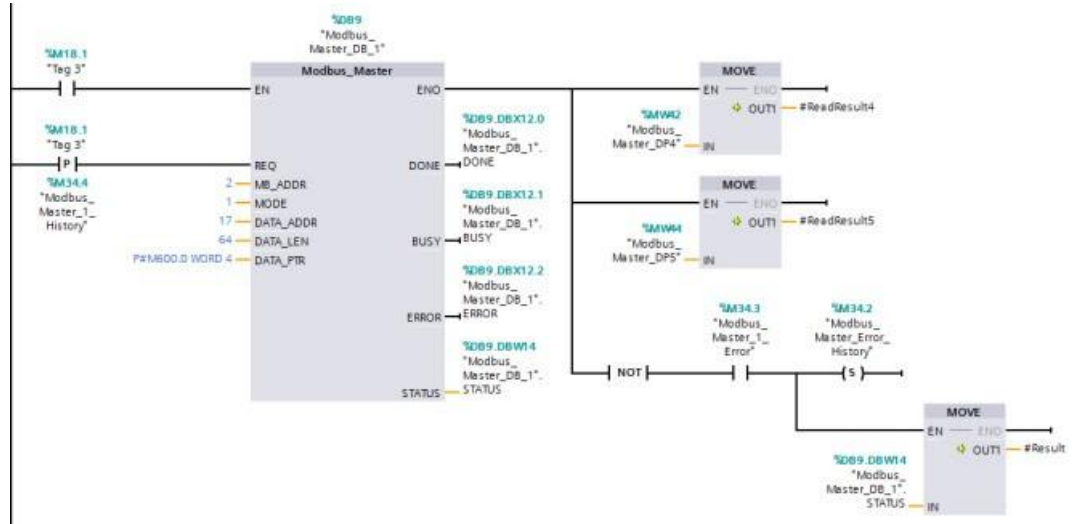 %DB9
"Modbus_
Master_DB_1"
%M18.1
"Tag 3"
Modbus_Master
EN
ENO
%M18.1
"Tag 3"
P
%M34.4
"Modbus_
Master_1_
History"
REQ
2
MB_ADDR
1
MODE
17
DATA_ADDR
64
DATA_LEN
P#M600.0 WORD 4
DATA_PTR
%DB9.DBX12.0
"Modbus_
Master_DB_1".
DONE
DONE
%DB9.DBX12.1
"Modbus_
Master_DB_1".
BUSY
BUSY
%DB9.DBX12.2
"Modbus_
Master_DB_1".
ERROR
ERROR
%DB9.DBW14
"Modbus_
Master_DB_1".
STATUS
STATUS
MOVE
EN
ENO
OUT1
#ReadResult4
%MW42
"Modbus_
Master_DP4"
IN
MOVE
EN
ENO
OUT1
#ReadResult5
%MW44
"Modbus_
Master_DP5"
IN
NOT
%M34.3
"Modbus_
Master_1_
Error"
%M34.2
"Modbus_
Master_Error_
History"
S
MOVE
EN
ENO
OUT1
#Result
%DB9.DBW14
"Modbus_
Master_DB_1".
STATUS
IN